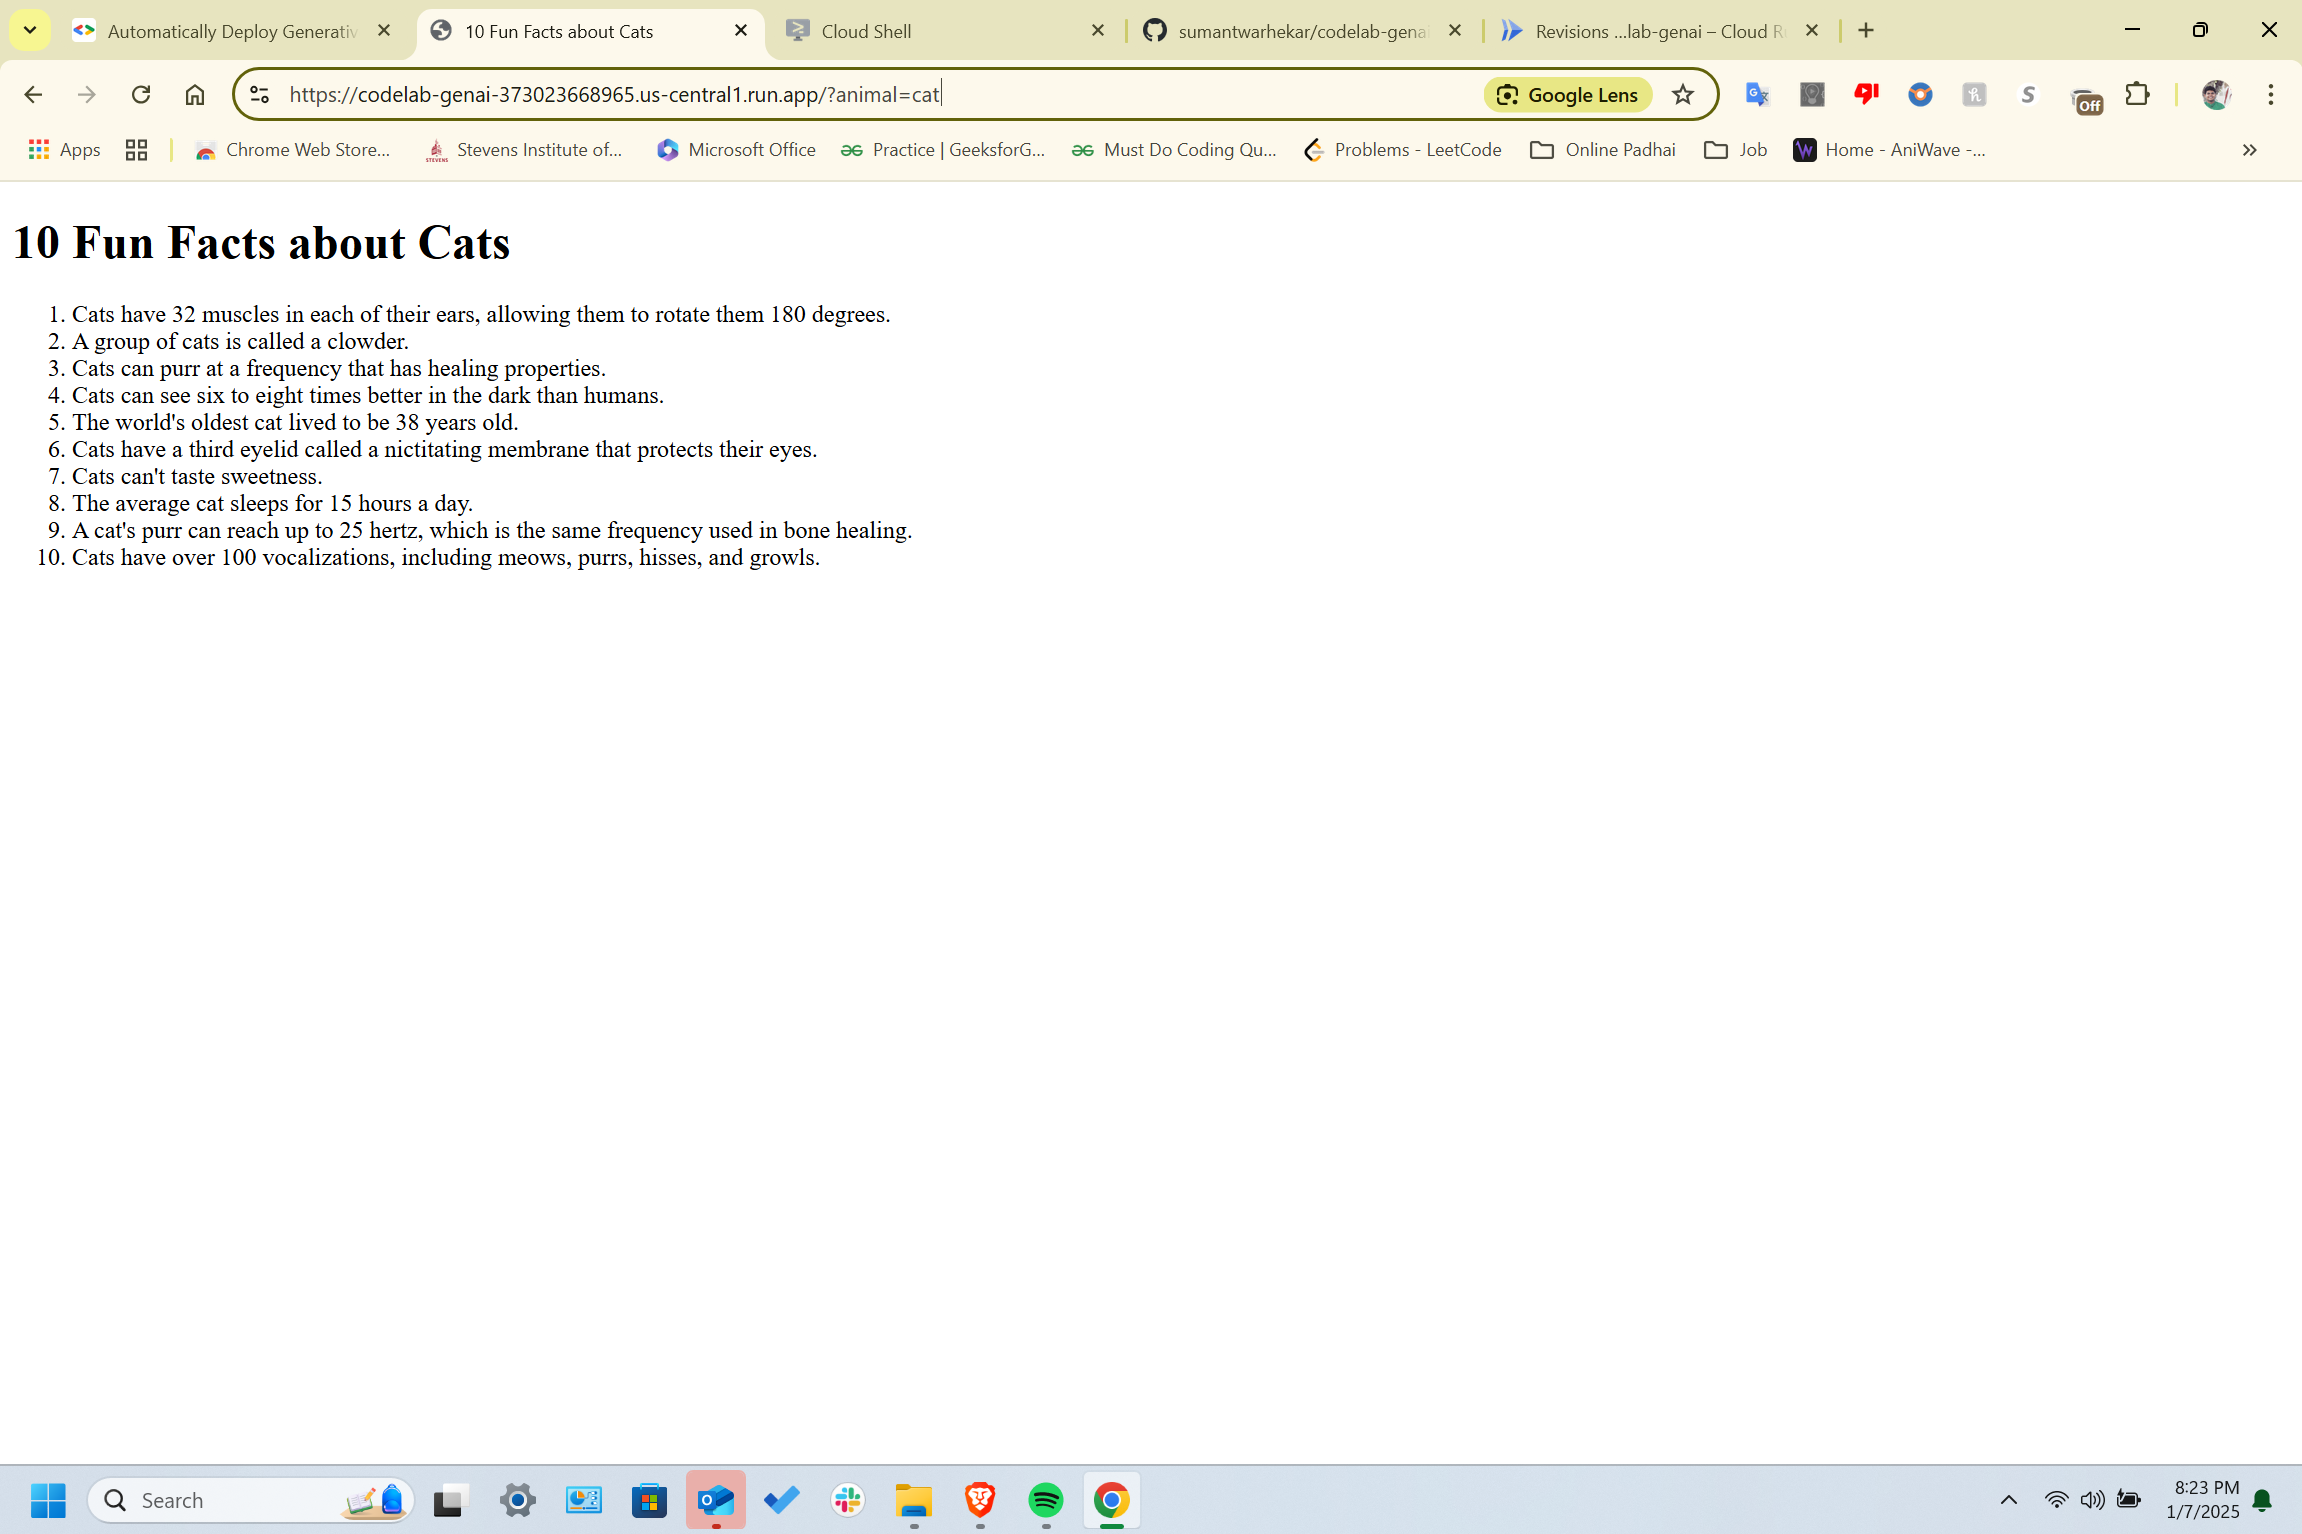 Automatically Deploy Generativ
10 Fun Facts about Cats
Cloud Shell
sumantwarhekar/codelab-genai
Revisions ...lab-genai – Cloud R
https://codelab-genai-373023668965.us-central1.run.app/?animal=cat
Google Lens
Off
Apps
Chrome Web Store...
STEVENS
Stevens Institute of...
Microsoft Office
Practice | GeeksforG...
Must Do Coding Qu...
Problems - LeetCode
Online Padhai
Job
Home - AniWave -...
10 Fun Facts about Cats
1. Cats have 32 muscles in each of their ears, allowing them to rotate them 180 degrees.
2. A group of cats is called a clowder.
3. Cats can purr at a frequency that has healing properties.
4. Cats can see six to eight times better in the dark than humans.
5. The world's oldest cat lived to be 38 years old.
6. Cats have a third eyelid called a nictitating membrane that protects their eyes.
7. Cats can't taste sweetness.
8. The average cat sleeps for 15 hours a day.
9. A cat's purr can reach up to 25 hertz, which is the same frequency used in bone healing.
10. Cats have over 100 vocalizations, including meows, purrs, hisses, and growls.
Search
8:23 PM
1/7/2025